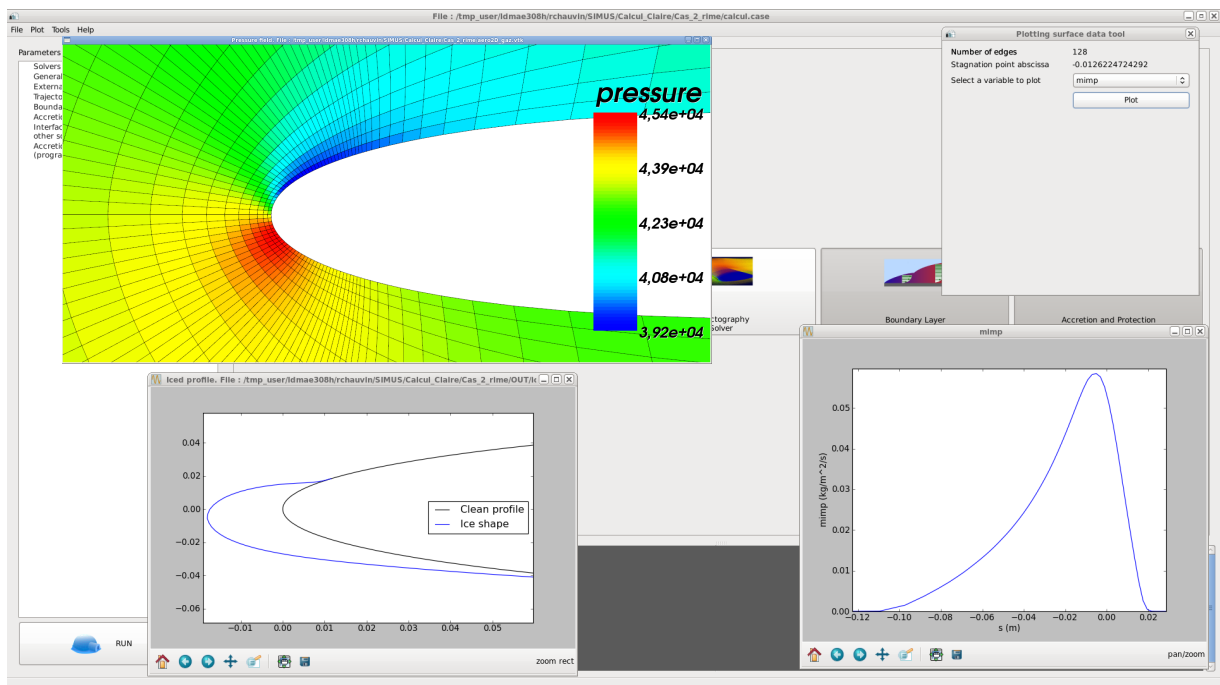 File : /tmp_user/ldmae308h/rchauvin/SIMUS/Calcul_Claire/Cas_2_rime/calcul.case
File Plot Tools Help
Parameters
Solvers
General
Externa
Trajecto
Bounda
Accretic
Interfac
other so
Accretic
(progra
Pressure field. File : /tmp_user/ldmae308h/rchauvin/SIMUS/Calcul_Claire/Cas_2_rime/aero2D_gaz.vtk
pressure
4,54e+04
4,39e+04
4,23e+04
4,08e+04
3,92e+04
Plotting surface data tool
Number of edges 128
Stagnation point abscissa -0.0126224724292
Select a variable to plot mimp
Plot
ctography
Solver
Boundary Layer
Accretion and Protection
Iced profile. File : /tmp_user/ldmae308h/rchauvin/SIMUS/Calcul_Claire/Cas_2_rime/OUT/Ic
0.04
0.02
0.00
−0.02
−0.04
−0.06
−0.01 0.00 0.01 0.02 0.03 0.04 0.05
Clean profile
Ice shape
zoom rect
mimp
0.05
0.04
0.03
0.02
0.01
0.00
mimp (kg/m^2/s)
−0.12 −0.10 −0.08 −0.06 −0.04 −0.02 0.00 0.02
s (m)
pan/zoom
RUN